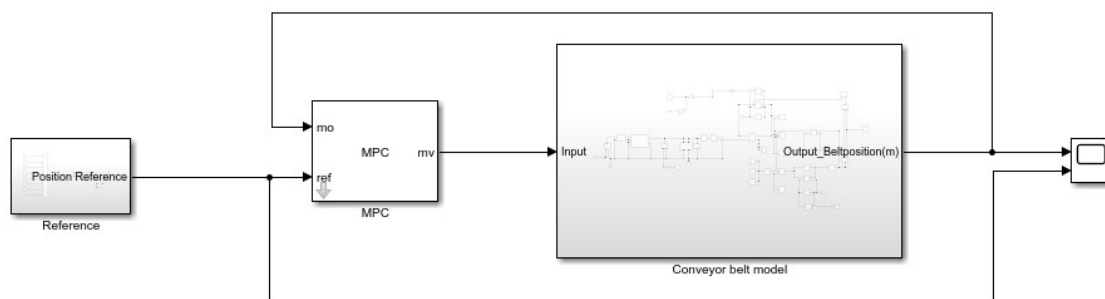 mo
MPC
mv
ref
MPC
Position Reference
Reference
Input
Output_Beltposition(m)
Conveyor belt model